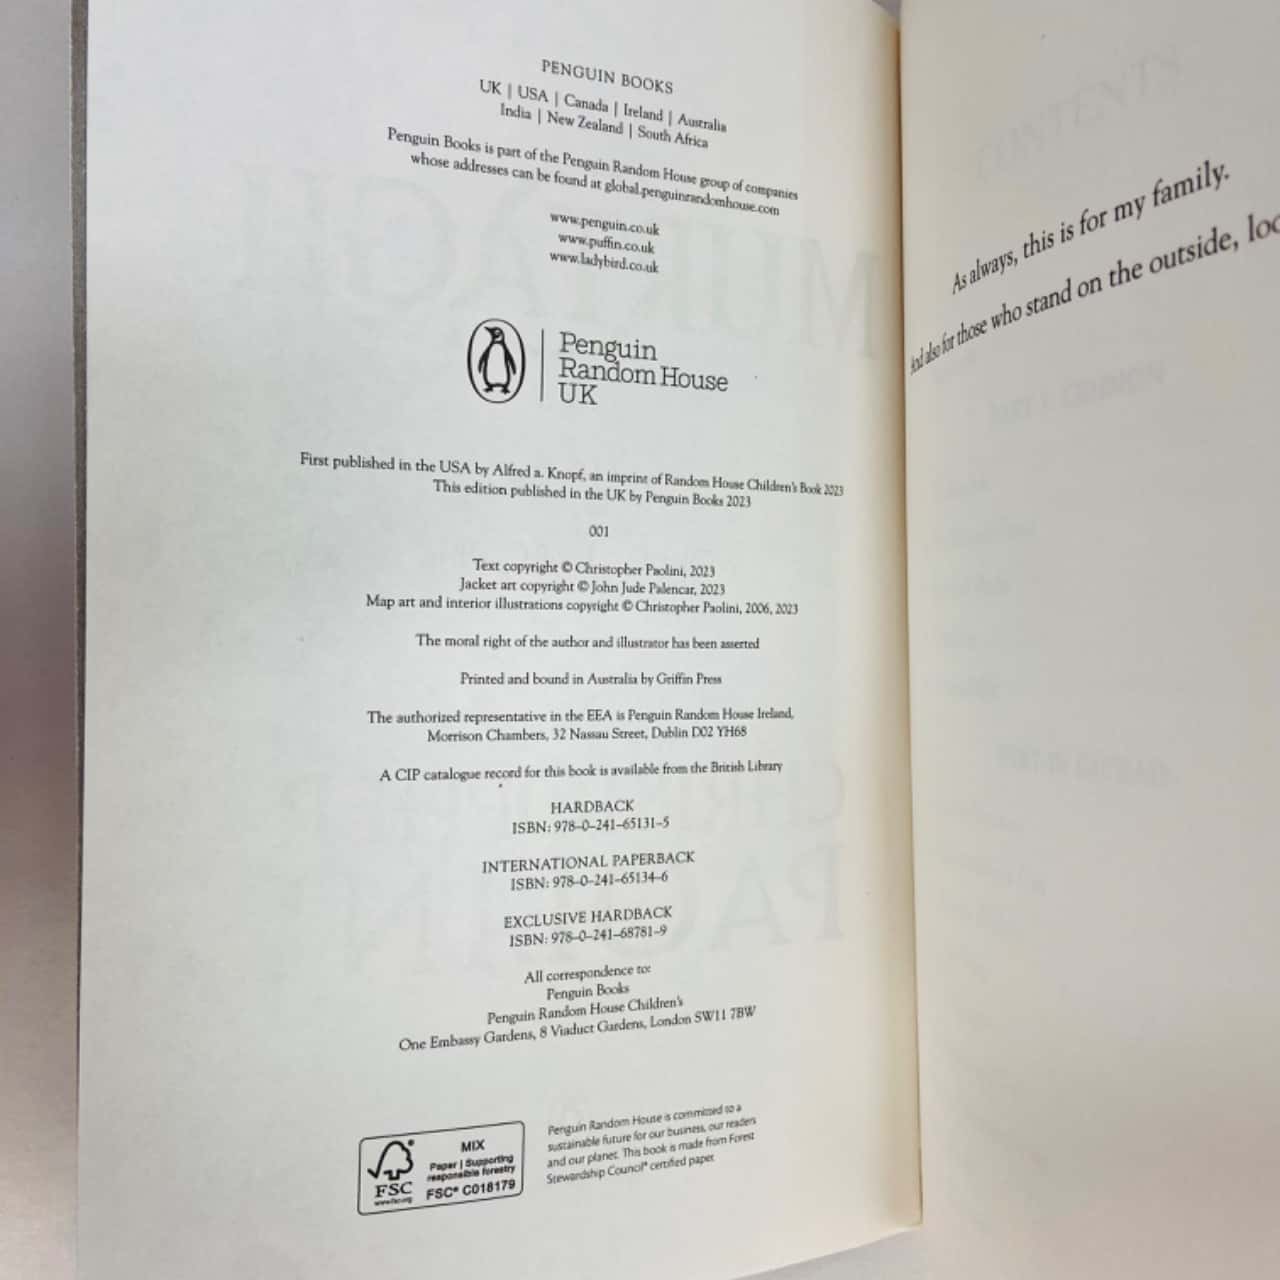 PENGUIN BOOKS
UK | USA | Canada | Ireland | Australia
India | New Zealand | South Africa
Penguin Books is part of the Penguin Random House group of companies
whose addresses can be found at global.penguinrandomhouse.com
www.penguin.co.uk
www.puffin.co.uk
www.ladybird.co.uk
Penguin
Random House
UK
First published in the USA by Alfred a. Knopf, an imprint of Random House Children's Book 2023
This edition published in the UK by Penguin Books 2023
001
Text copyright © Christopher Paolini, 2023
Jacket art copyright © John Jude Palencar, 2023
Map art and interior illustrations copyright © Christopher Paolini, 2006, 2023
The moral right of the author and illustrator has been asserted
Printed and bound in Australia by Griffin Press
The authorized representative in the EEA is Penguin Random House Ireland,
Morrison Chambers, 32 Nassau Street, Dublin D02 YH68
A CIP catalogue record for this book is available from the British Library
HARDBACK
ISBN: 978–0–241–65131–5
INTERNATIONAL PAPERBACK
ISBN: 978–0–241–65134–6
EXCLUSIVE HARDBACK
ISBN: 978–0–241–68781–9
All correspondence to:
Penguin Books
Penguin Random House Children's
One Embassy Gardens, 8 Viaduct Gardens, London SW11 7BW
FSC
www.fsc.org
MIX
Paper | Supporting
responsible forestry
FSC® C018179
Penguin Random House is committed to a
sustainable future for our business, our readers
and our planet. This book is made from Forest
Stewardship Council® certified paper.
As always, this is for my family.
And also for those who stand on the outside, loo